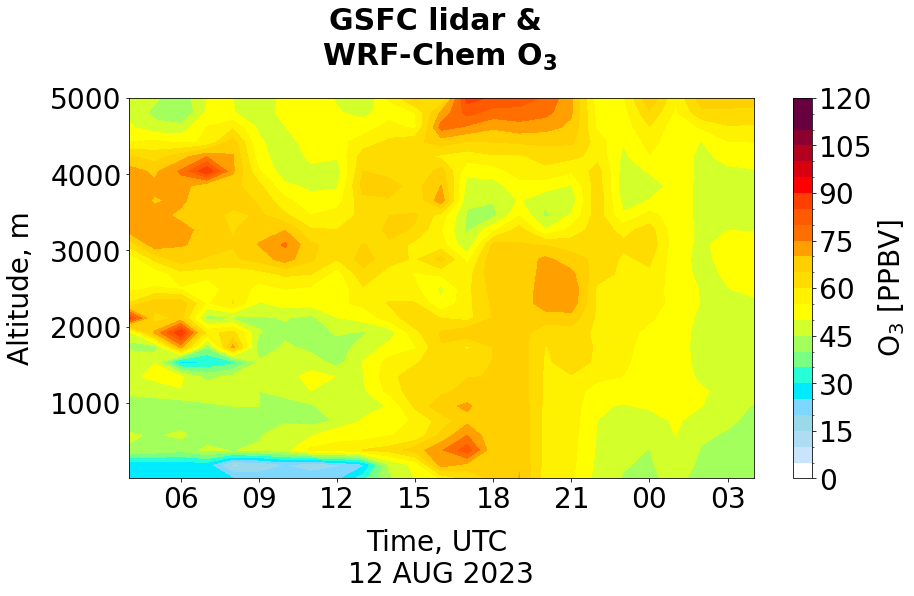 GSFC lidar &
WRF-Chem O₃
5000
4000
3000
2000
1000
Altitude, m
06 09 12 15 18 21 00 03
Time, UTC
12 AUG 2023
120
105
90
75
60
45
30
15
0
O₃ [PPBV]